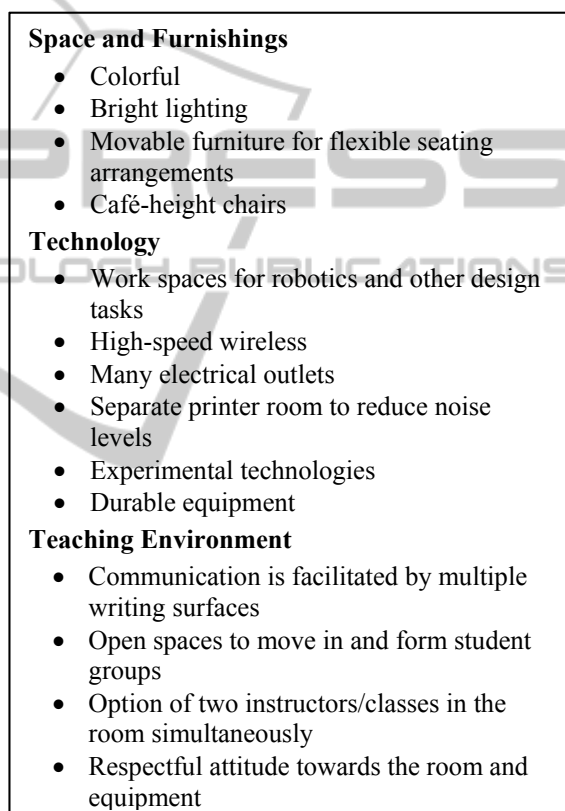 Space and Furnishings
• Colorful
• Bright lighting
• Movable furniture for flexible seating
arrangements
• Café-height chairs
Technology
• Work spaces for robotics and other design
tasks
• High-speed wireless
• Many electrical outlets
• Separate printer room to reduce noise
levels
• Experimental technologies
• Durable equipment
Teaching Environment
• Communication is facilitated by multiple
writing surfaces
• Open spaces to move in and form student
groups
• Option of two instructors/classes in the
room simultaneously
• Respectful attitude towards the room and
equipment
PRESS
OLOGY PUBLICATIONS